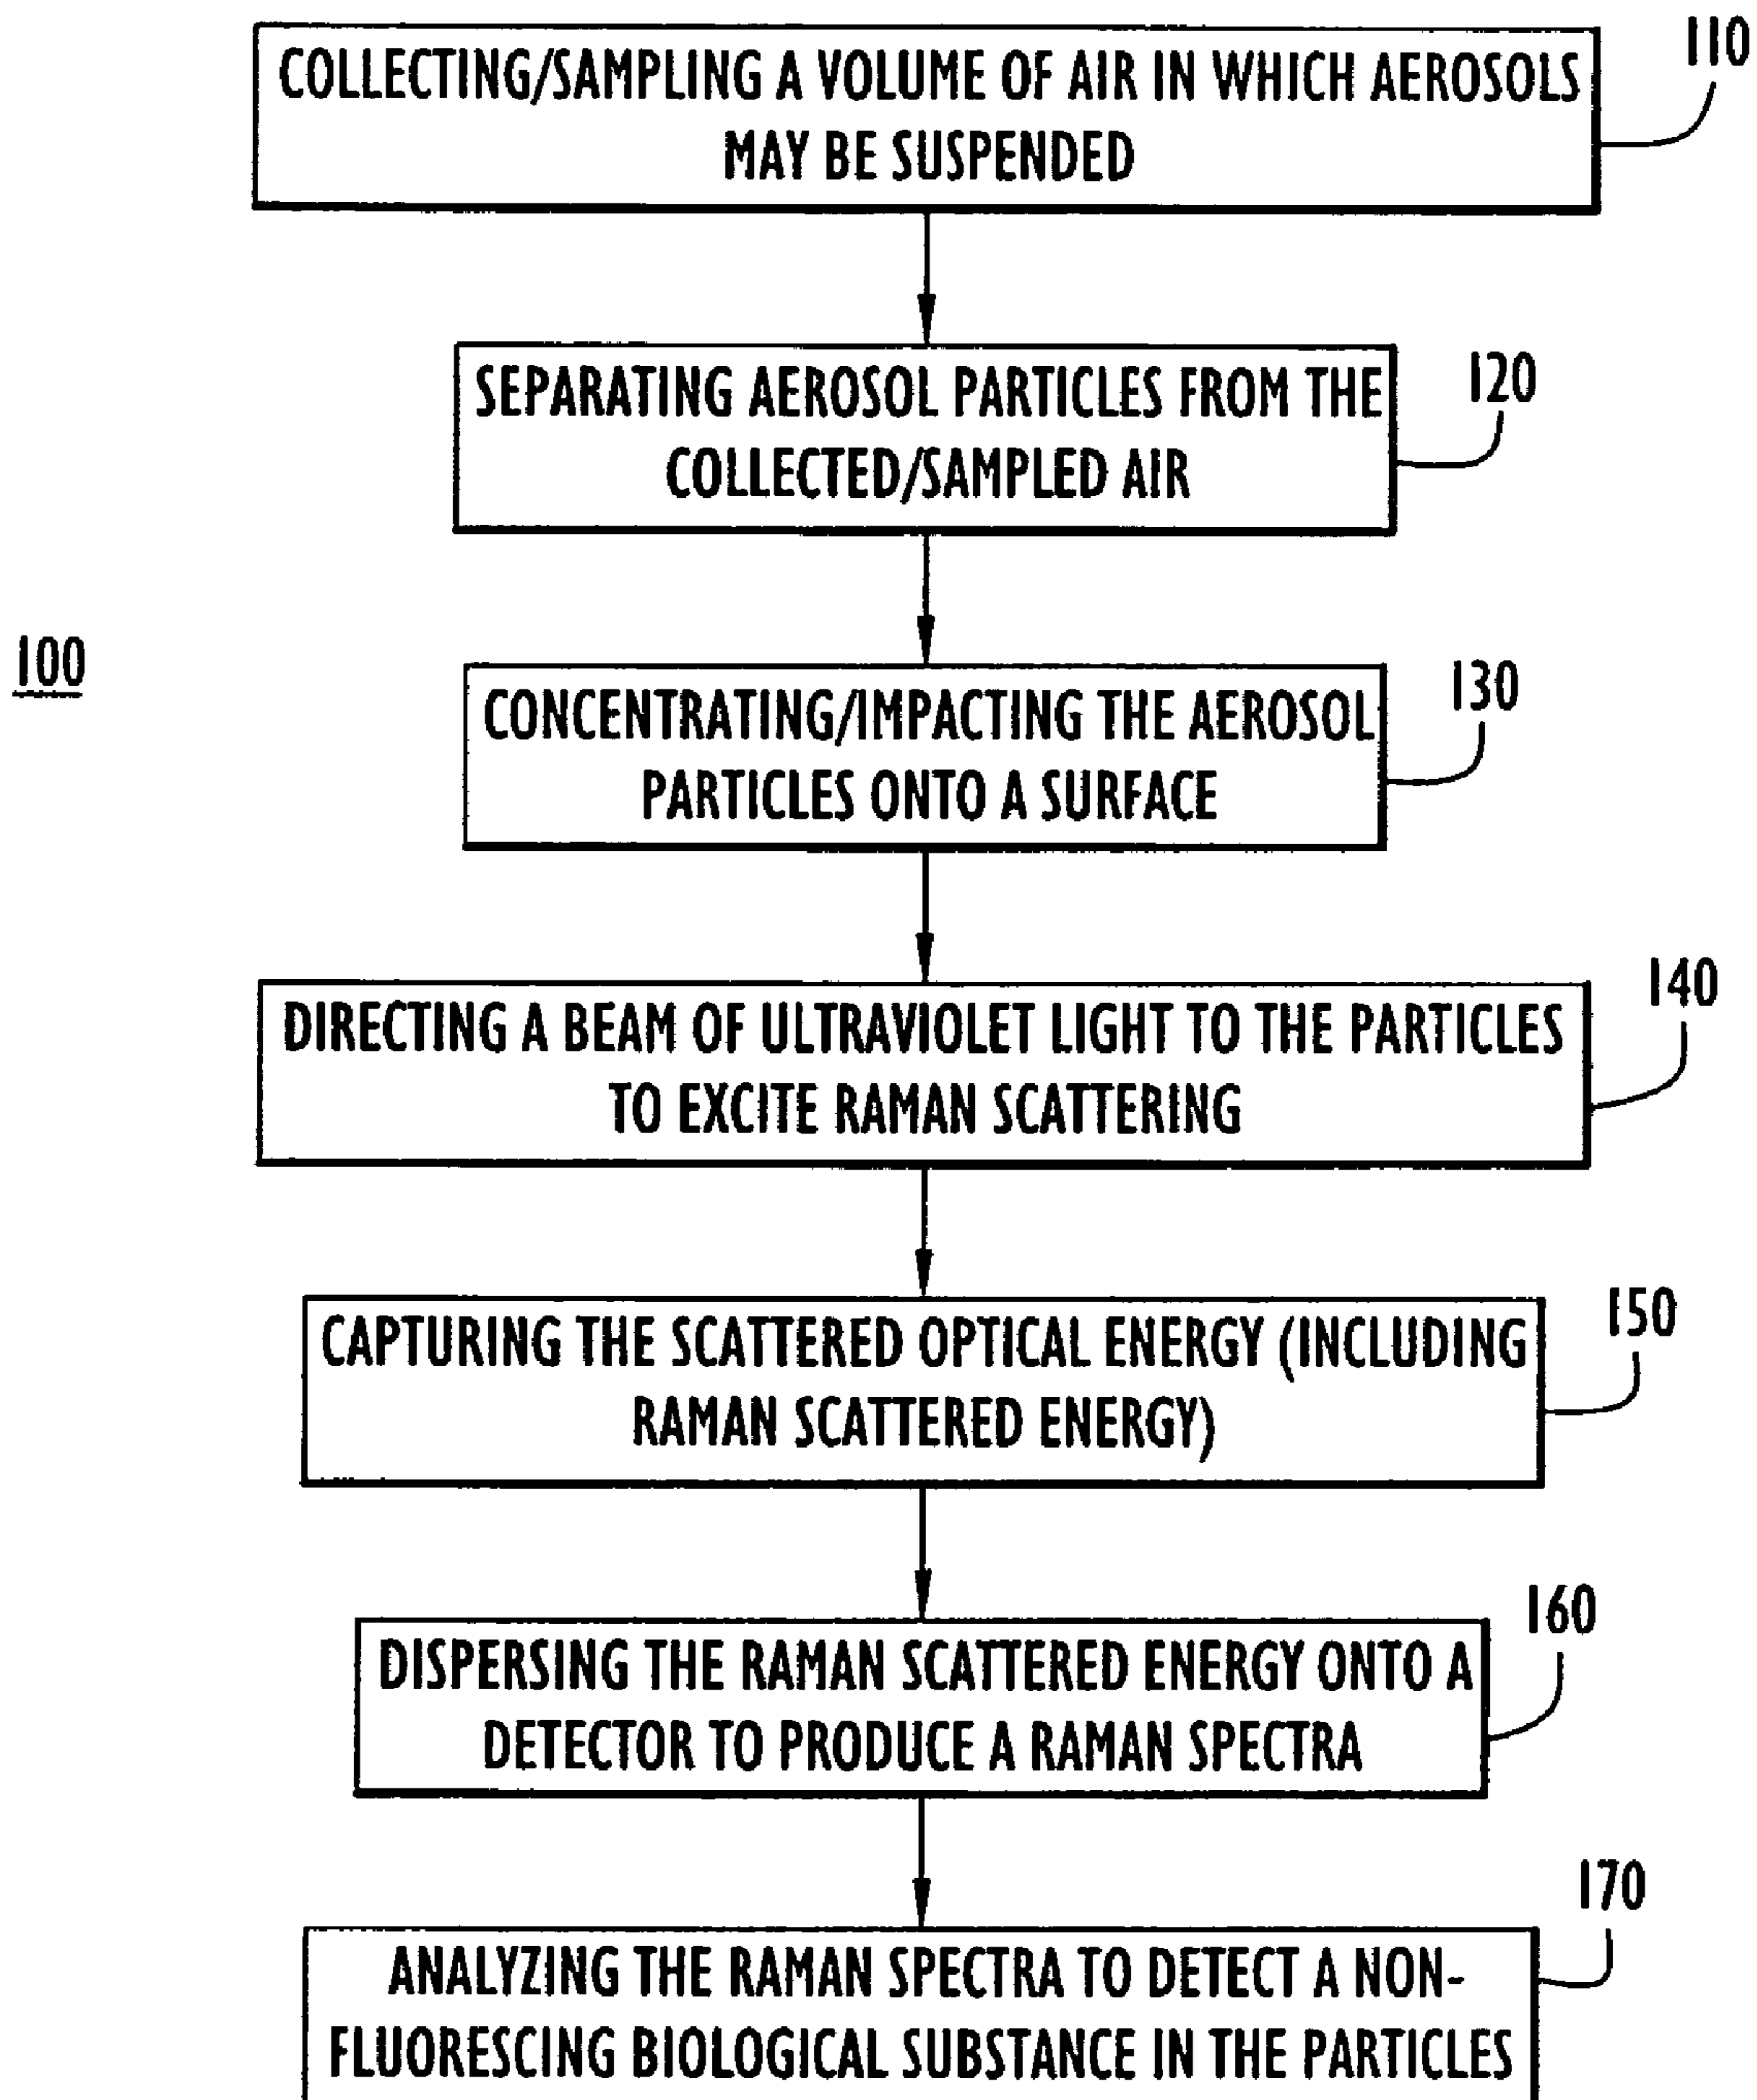 COLLECTING/SAMPLING A VOLUME OF AIR IN WHICH AEROSOLS
MAY BE SUSPENDED
110
SEPARATING AEROSOL PARTICLES FROM THE
COLLECTED/SAMPLED AIR
120
100
CONCENTRATING/IMPACTING THE AEROSOL
PARTICLES ONTO A SURFACE
130
DIRECTING A BEAM OF ULTRAVIOLET LIGHT TO THE PARTICLES
TO EXCITE RAMAN SCATTERING
140
CAPTURING THE SCATTERED OPTICAL ENERGY (INCLUDING
RAMAN SCATTERED ENERGY)
150
DISPERSING THE RAMAN SCATTERED ENERGY ONTO A
DETECTOR TO PRODUCE A RAMAN SPECTRA
160
ANALYZING THE RAMAN SPECTRA TO DETECT A NON-
FLUORESCING BIOLOGICAL SUBSTANCE IN THE PARTICLES
170